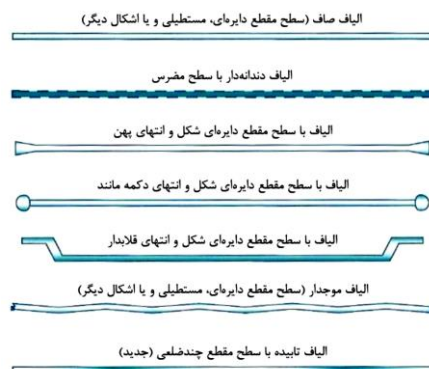 الیاف صاف (سطح مقطع دایره‌ای، مستطیلی و یا اشکال دیگر)
الیاف دندانه‌دار با سطح مضرس
الیاف با سطح مقطع دایره‌ای شکل و انتهای پهن
الیاف با سطح مقطع دایره‌ای شکل و انتهای دکمه مانند
الیاف با سطح مقطع دایره‌ای شکل و انتهای قلابدار
الیاف موجدار (سطح مقطع دایره‌ای، مستطیلی و یا اشکال دیگر)
الیاف تابیده با سطح مقطع چندضلعی (جدید)